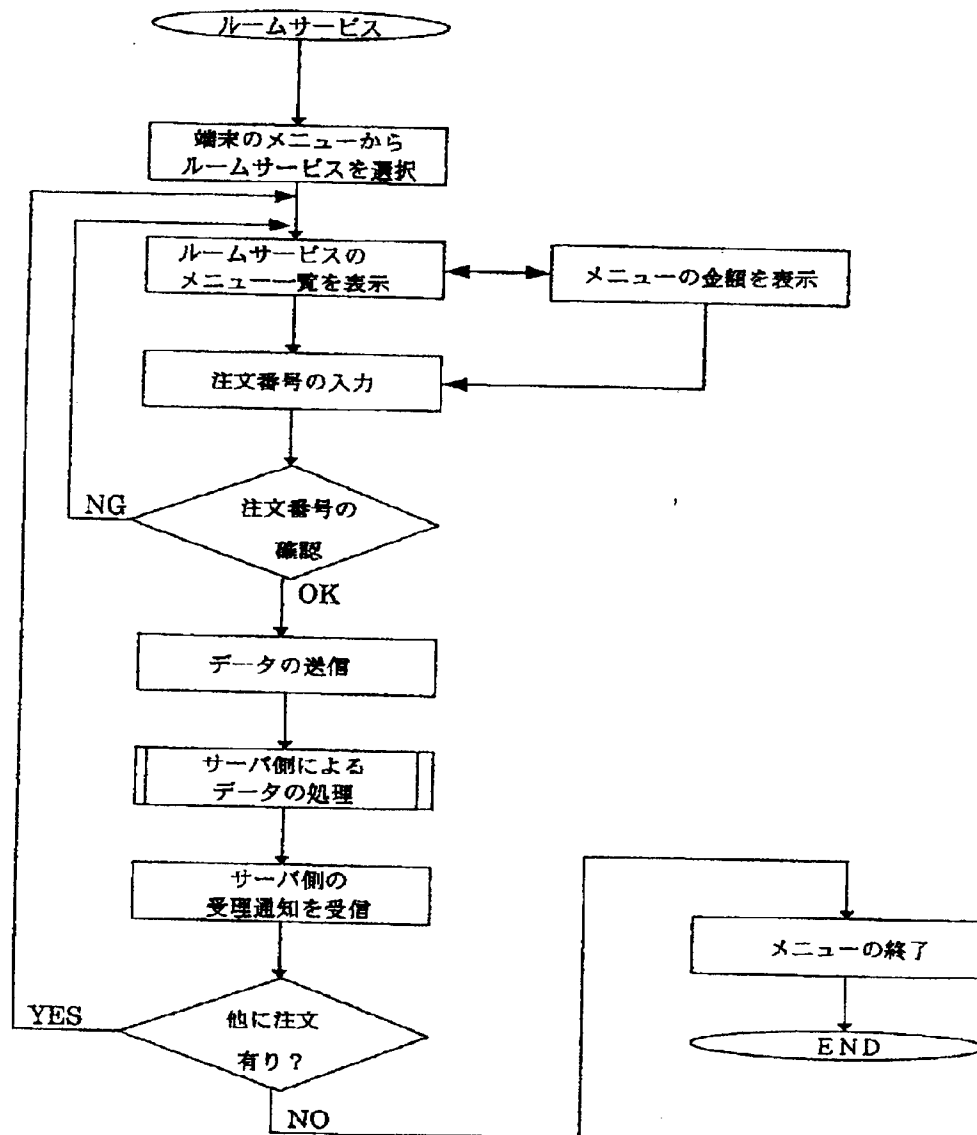 ルームサービス
端末のメニューから
ルームサービスを選択
ルームサービスの
メニュー一覧を表示
メニューの金額を表示
注文番号の入力
注文番号の
確認
NG
OK
データの送信
サーバ側による
データの処理
サーバ側の
受理通知を受信
他に注文
有り?
YES
NO
メニューの終了
END